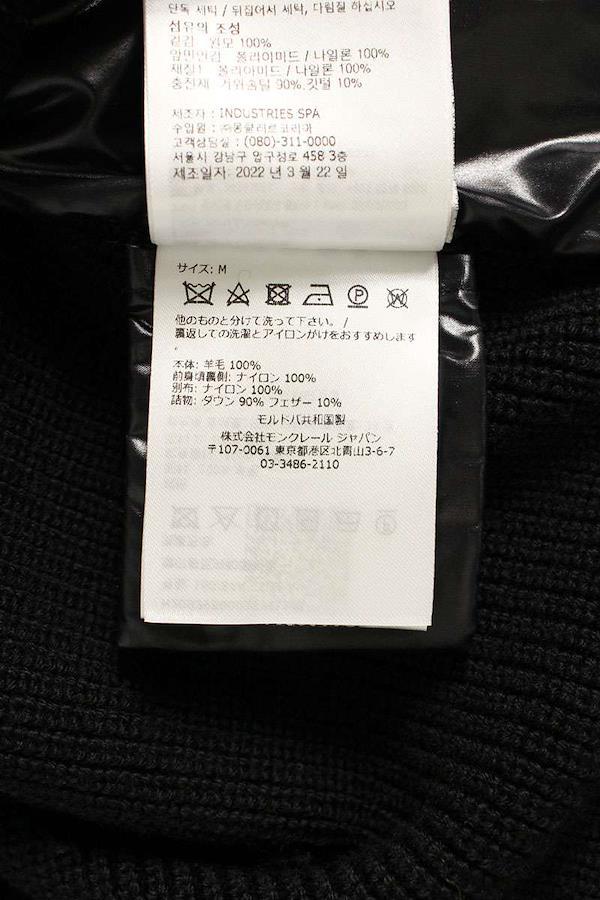 단독 세탁 / 뒤집어서 세탁, 다림질 하십시오
섬유의 조성
겉감: 원모 100%
앞면안감: 폴리아미드 / 나일론 100%
배색1: 폴리아미드 / 나일론 100%
충전재: 거위솜털 90%, 깃털 10%
제조자 : INDUSTRIES SPA
수입원 : ㈜몽클레르코리아
고객상담실 : (080)-311-0000
서울시 강남구 압구정로 458 3층
제조일자: 2022 년 3 월 22 일
サイズ: M
他のものと分けて洗って下さい。/
裏返しての洗濯とアイロンがけをおすすめします
。
本体: 羊毛 100%
前身頃裏側: ナイロン 100%
別布: ナイロン 100%
詰物: ダウン 90% フェザー 10%
モルドバ共和国製
株式会社モンクレール ジャパン
〒107-0061 東京都港区北青山3-6-7
03-3486-2110